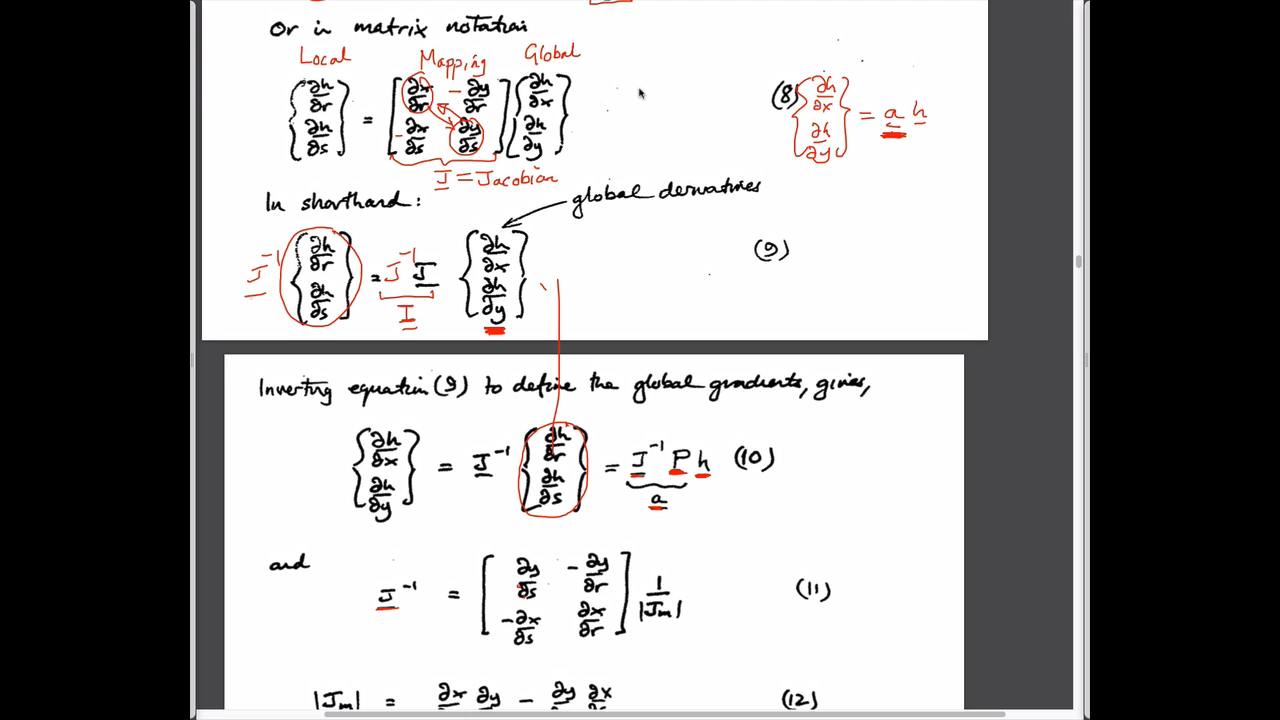 Or in matrix notation
Local Mapping Global
{∂h/∂r ∂h/∂s} = [∂x/∂r -∂y/∂r -∂x/∂s ∂y/∂s] {∂h/∂x ∂h/∂y} (8) {∂h/∂x ∂h/∂y} = a h
J = Jacobian
In shorthand:
global derivatives
J⁻¹ {∂h/∂r ∂h/∂s} = J⁻¹ J {∂h/∂x ∂h/∂y} (9)
I
Inverting equation (9) to define the global gradients, gives,
{∂h/∂x ∂h/∂y} = J⁻¹ {∂h/∂r ∂h/∂s} = J⁻¹ P h (10)
a
and
J⁻¹ = [∂y/∂s -∂y/∂r -∂x/∂s ∂x/∂r] 1/|Jm| (11)
|Jm| = ∂x ∂y - ∂y ∂x (12)